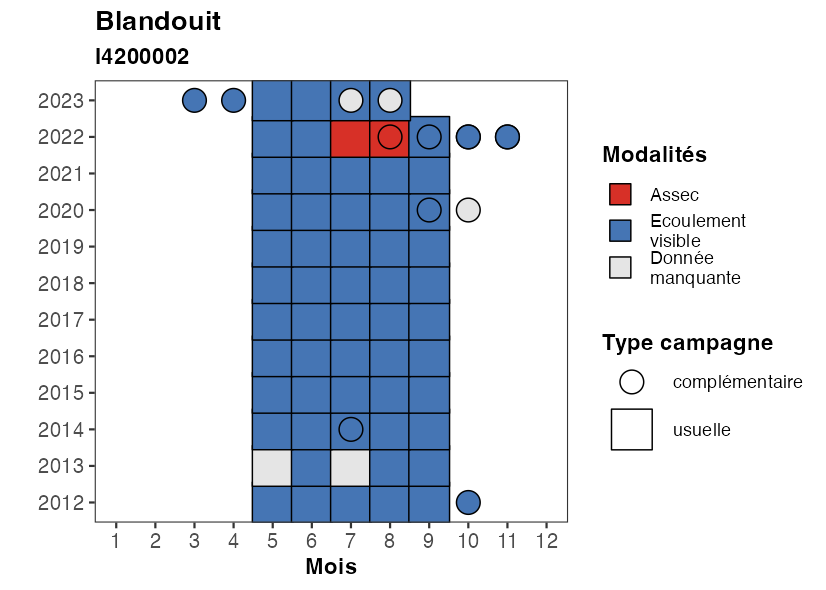 Blandouit
I4200002
2023
2022
2021
2020
2019
2018
2017
2016
2015
2014
2013
2012
1 2 3 4 5 6 7 8 9 10 11 12
Mois
Modalités
Assec
Ecoulement
visible
Donnée
manquante
Type campagne
complémentaire
usuelle